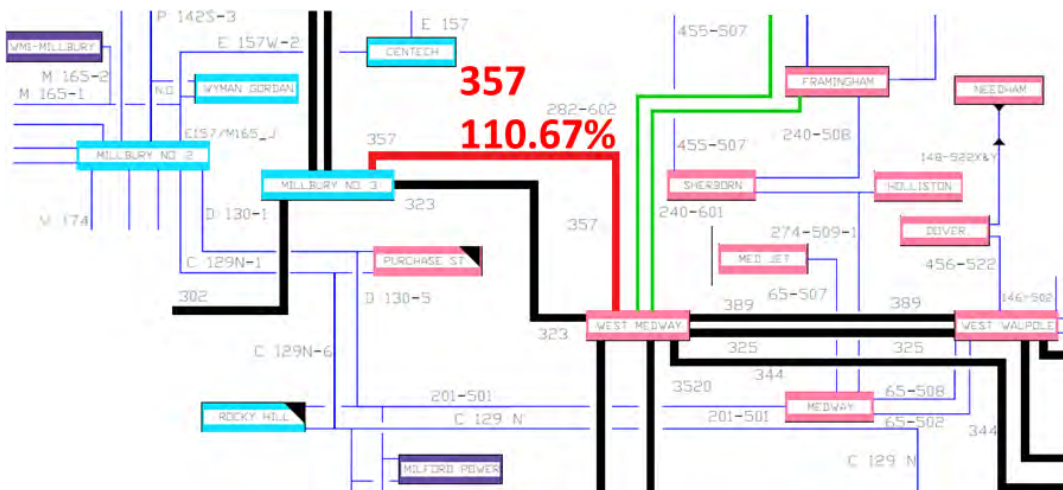 P 142S-3
E 157
455-507
WMI-MILLBURY
E 157W-2
CENTECH
M 165-2
M 165-1
N.O.
WYMAN GORDAN
357
282-602
FRAMINGHAM
NEEDHAM
E157/M165_J
110.67%
240-508
MILLBURY NO. 2
357
455-507
148-522X&Y
MILLBURY NO. 3
323
SHERBORN
HOLLISTON
240-601
D 130-1
357
274-509-1
DOVER
C 129N-1
PURCHASE ST
MED JET
456-522
302
D 130-5
65-507
389
389
146Y-502
323
WEST MEDWAY
WEST WALPOLE
C 129N-6
325
325
344
3520
201-501
65-508
ROCKY HILL
C 129 N
201-501
MEDWAY
65-502
344
MILFORD POWER
C 129 N